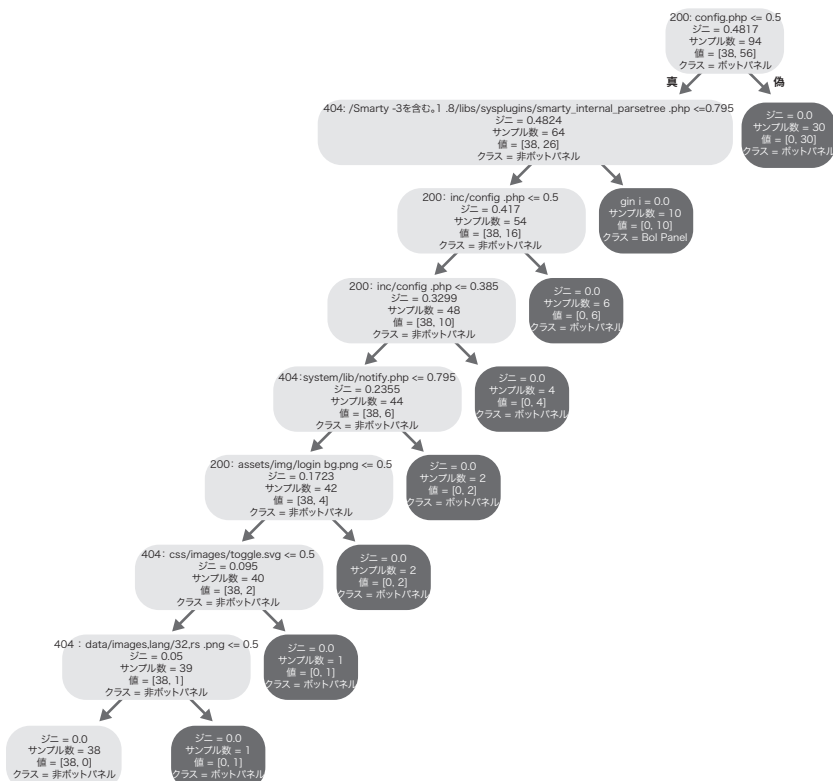 200: config.php <= 0.5
ジニ = 0.4817
サンプル数 = 94
値 = [38, 56]
クラス = ボットパネル
真
偽
404: /Smarty -3を含む。1 .8/libs/sysplugins/smarty_internal_parsetree .php <=0.795
ジニ = 0.4824
サンプル数 = 64
値 = [38, 26]
クラス = 非ボットパネル
ジニ = 0.0
サンプル数 = 30
値 = [0, 30]
クラス = ボットパネル
200: inc/config .php <= 0.5
ジニ = 0.417
サンプル数 = 54
値 = [38, 16]
クラス = 非ボットパネル
gin i = 0.0
サンプル数 = 10
値 = [0, 10]
クラス = Bol Panel
200: inc/config .php <= 0.385
ジニ = 0.3299
サンプル数 = 48
値 = [38, 10]
クラス = 非ボットパネル
ジニ = 0.0
サンプル数 = 6
値 = [0, 6]
クラス = ボットパネル
404:system/lib/notify.php <= 0.795
ジニ = 0.2355
サンプル数 = 44
値 = [38, 6]
クラス = 非ボットパネル
ジニ = 0.0
サンプル数 = 4
値 = [0, 4]
クラス = ボットパネル
200: assets/img/login bg.png <= 0.5
ジニ = 0.1723
サンプル数 = 42
値 = [38, 4]
クラス = 非ボットパネル
ジニ = 0.0
サンプル数 = 2
値 = [0, 2]
クラス = ボットパネル
404: css/images/toggle.svg <= 0.5
ジニ = 0.095
サンプル数 = 40
値 = [38, 2]
クラス = 非ボットパネル
ジニ = 0.0
サンプル数 = 2
値 = [0, 2]
クラス = ボットパネル
404 : data/images,lang/32,rs .png <= 0.5
ジニ = 0.05
サンプル数 = 39
値 = [38, 1]
クラス = 非ボットパネル
ジニ = 0.0
サンプル数 = 1
値 = [0, 1]
クラス = ボットパネル
ジニ = 0.0
サンプル数 = 38
値 = [38, 0]
クラス = 非ボットパネル
ジニ = 0.0
サンプル数 = 1
値 = [0, 1]
クラス = ボットパネル